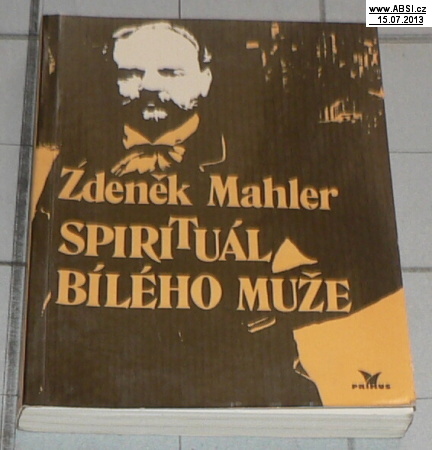 www.ABSI.cz
15.07.2013
Zdeněk Mahler
SPIRITUÁL
BÍLÉHO MUŽE
PRIMUS